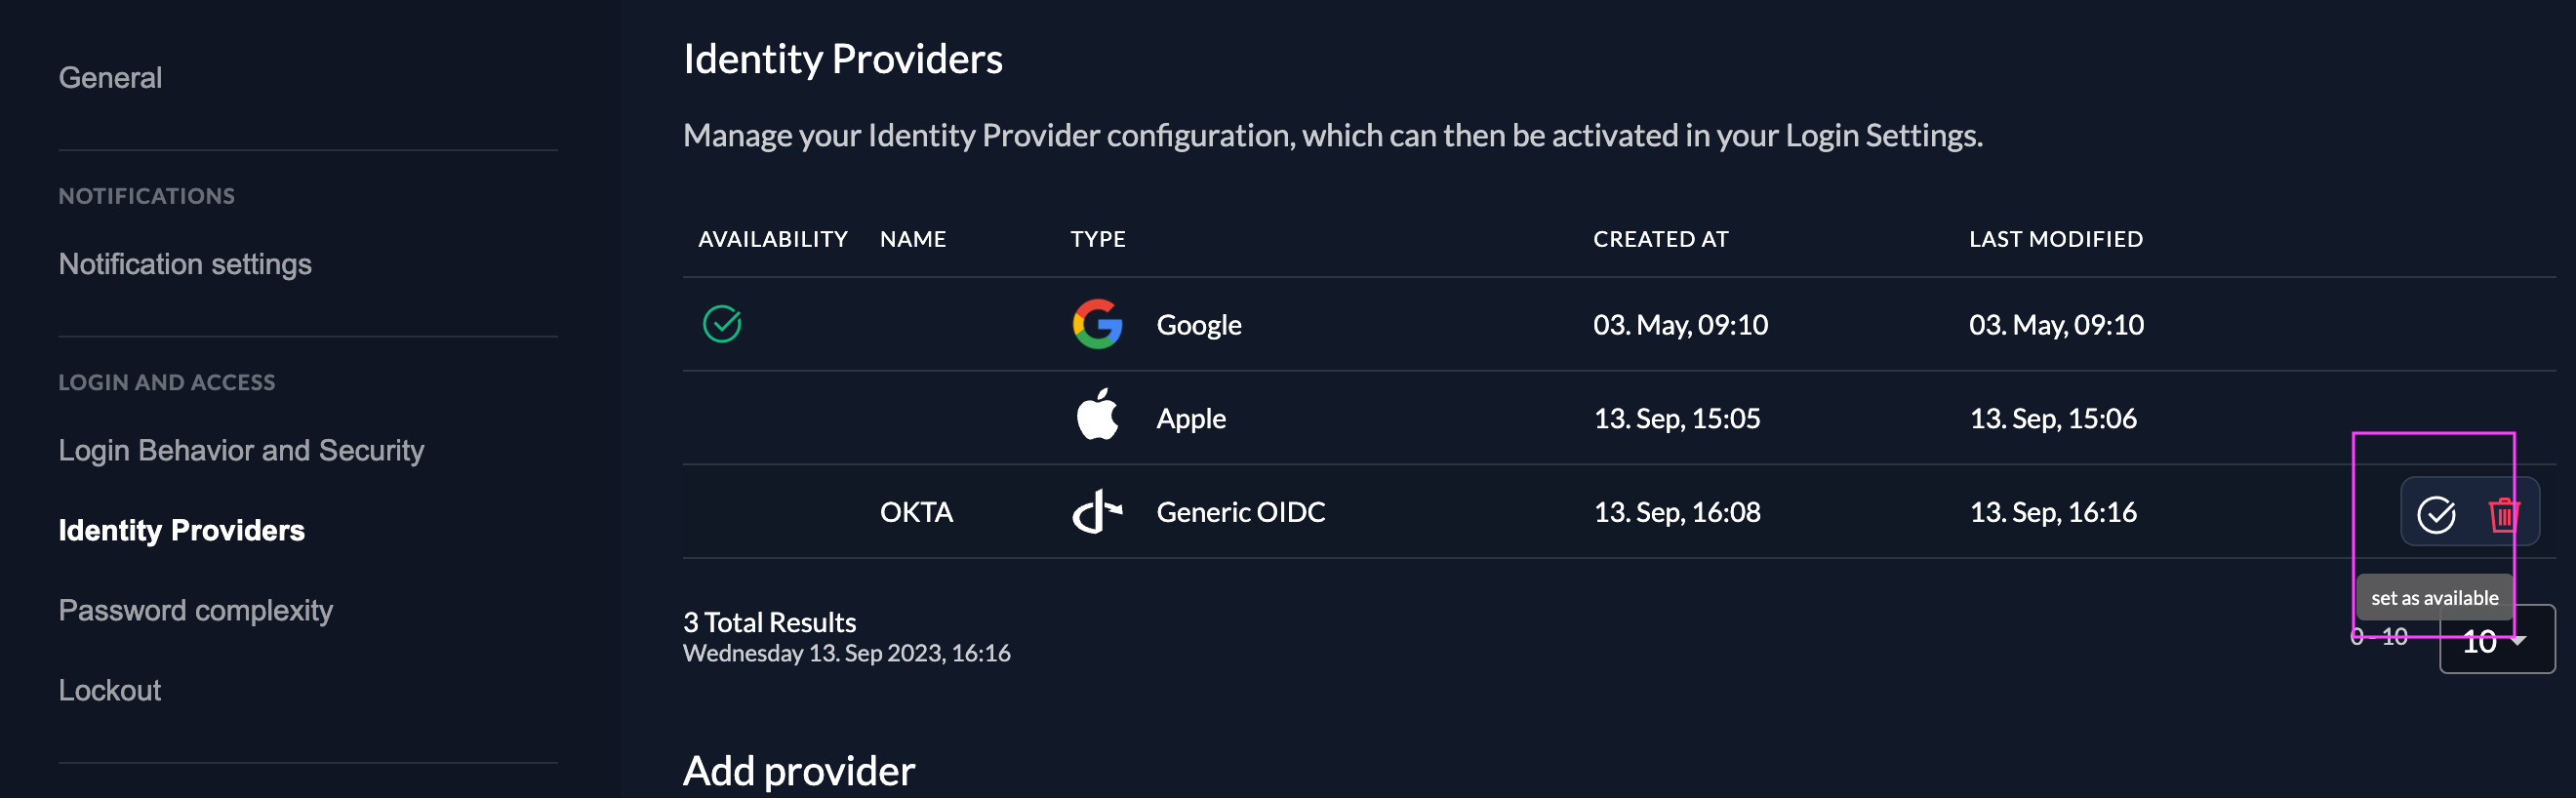 General
NOTIFICATIONS
Notification settings
LOGIN AND ACCESS
Login Behavior and Security
Identity Providers
Password complexity
Lockout
Identity Providers
Manage your Identity Provider configuration, which can then be activated in your Login Settings.
AVAILABILITY NAME TYPE CREATED AT LAST MODIFIED
Google 03. May, 09:10 03. May, 09:10
Apple 13. Sep, 15:05 13. Sep, 15:06
OKTA Generic OIDC 13. Sep, 16:08 13. Sep, 16:16
set as available
3 Total Results
Wednesday 13. Sep 2023, 16:16
0 - 10 10
Add provider